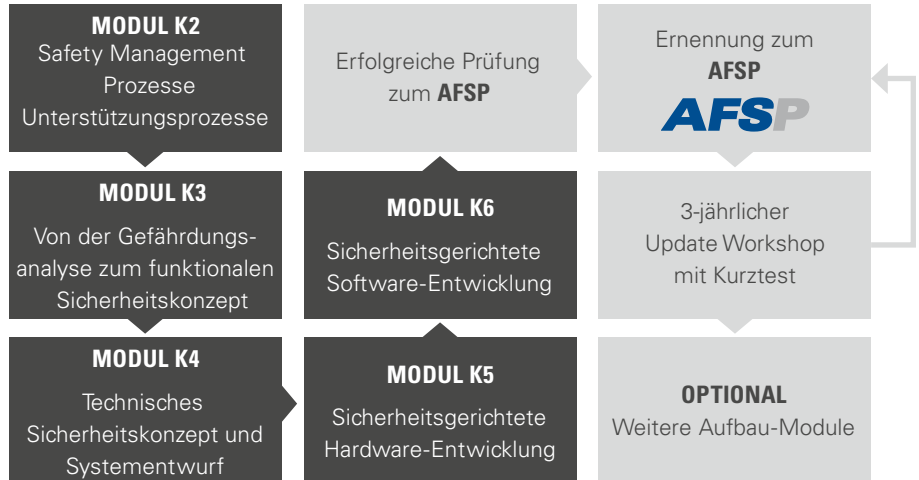 MODUL K2
Safety Management
Prozesse
Unterstützungsprozesse
MODUL K3
Von der Gefährdungs-
analyse zum funktionalen
Sicherheitskonzept
MODUL K4
Technisches
Sicherheitskonzept und
Systementwurf
MODUL K5
Sicherheitsgerichtete
Hardware-Entwicklung
MODUL K6
Sicherheitsgerichtete
Software-Entwicklung
Erfolgreiche Prüfung
zum AFSP
Ernennung zum
AFSP
AFSP
3-jährlicher
Update Workshop
mit Kurztest
OPTIONAL
Weitere Aufbau-Module